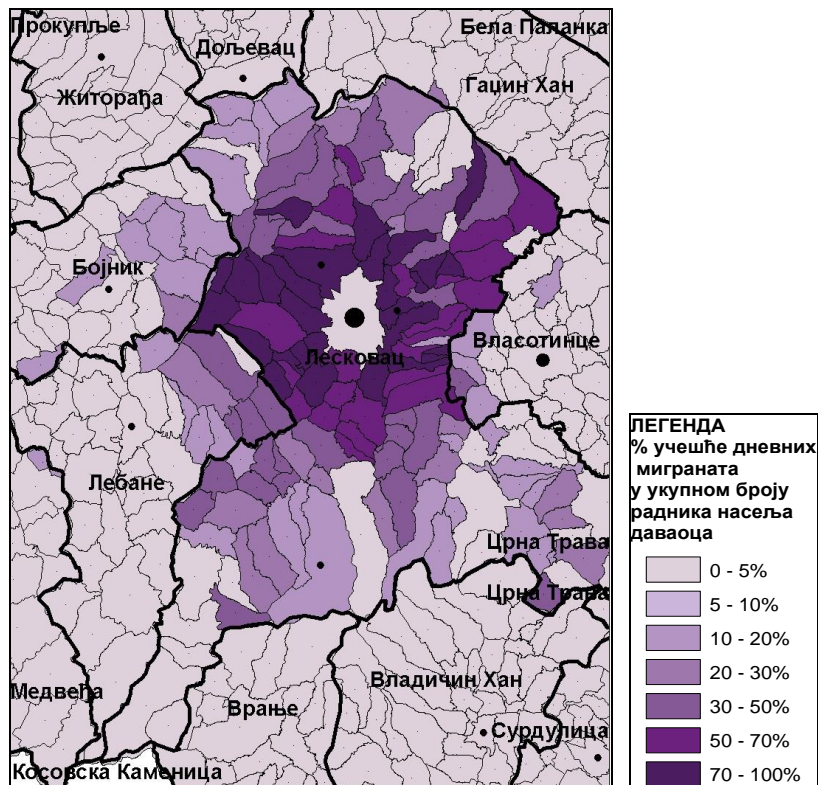 Прокупље
Дољевац
Бела Паланка
Житорађа
Гаџин Хан
Бојник
Лесковац
Власотинце
Лебане
Црна Трава
Црна Трава
Медвеђа
Врање
Владичин Хан
Сурдулица
Косовска Каменица
ЛЕГЕНДА
% учешће дневних
миграната
у укупном броју
радника насеља
даваоца
0 - 5%
5 - 10%
10 - 20%
20 - 30%
30 - 50%
50 - 70%
70 - 100%